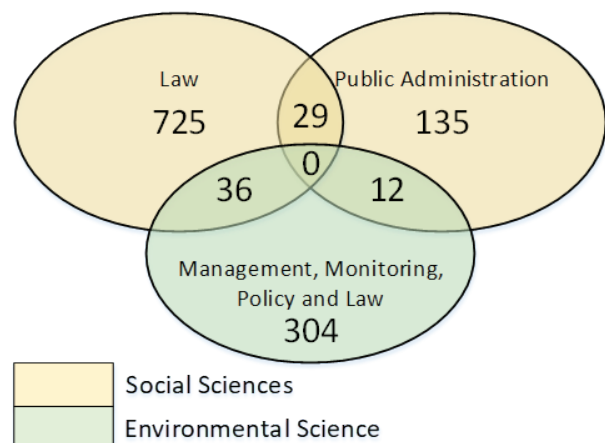 Law
Public Administration
725
29
135
0
36
12
Management, Monitoring,
Policy and Law
304
Social Sciences
Environmental Science